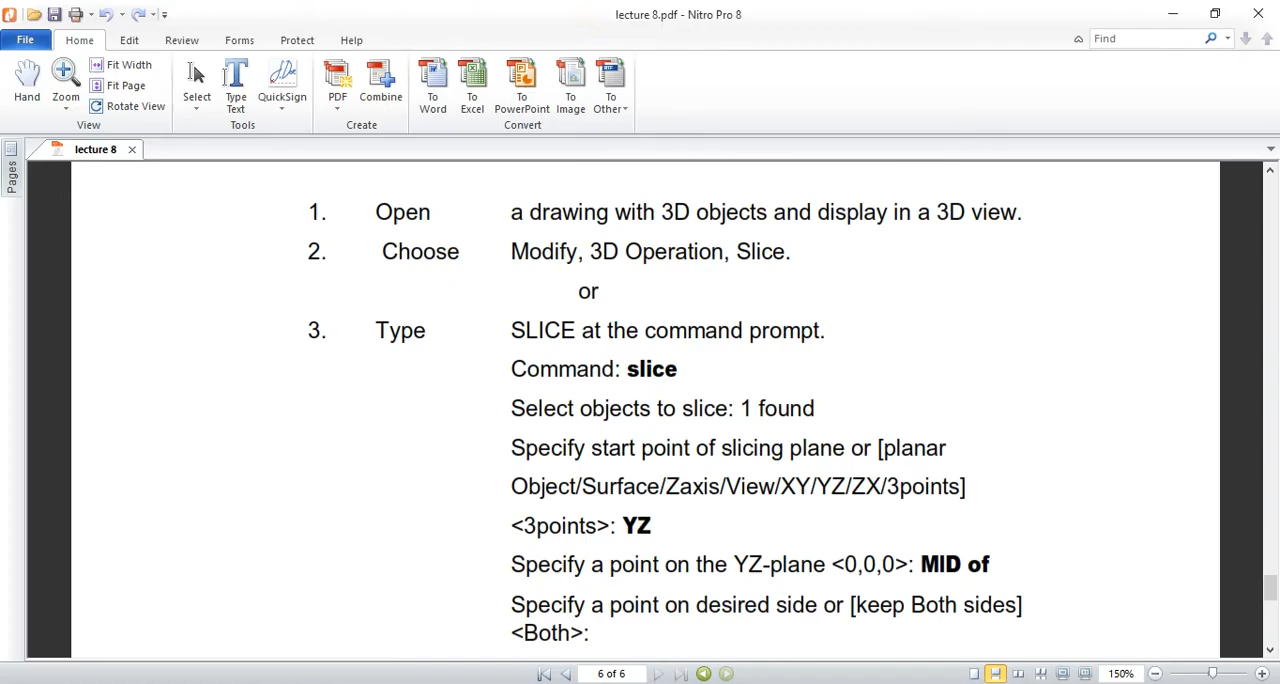 lecture 8.pdf - Nitro Pro 8
File Home Edit Review Forms Protect Help Find
Hand Zoom Fit Width Fit Page Rotate View
Select Type Text QuickSign PDF Combine
To Word To Excel To PowerPoint To Image To Other
View Tools Create Convert
lecture 8
Pages
1. Open a drawing with 3D objects and display in a 3D view.
2. Choose Modify, 3D Operation, Slice.
or
3. Type SLICE at the command prompt.
Command: slice
Select objects to slice: 1 found
Specify start point of slicing plane or [planar
Object/Surface/Zaxis/View/XY/YZ/ZX/3points]
<3points>: YZ
Specify a point on the YZ-plane <0,0,0>: MID of
Specify a point on desired side or [keep Both sides]
<Both>:
6 of 6 150%